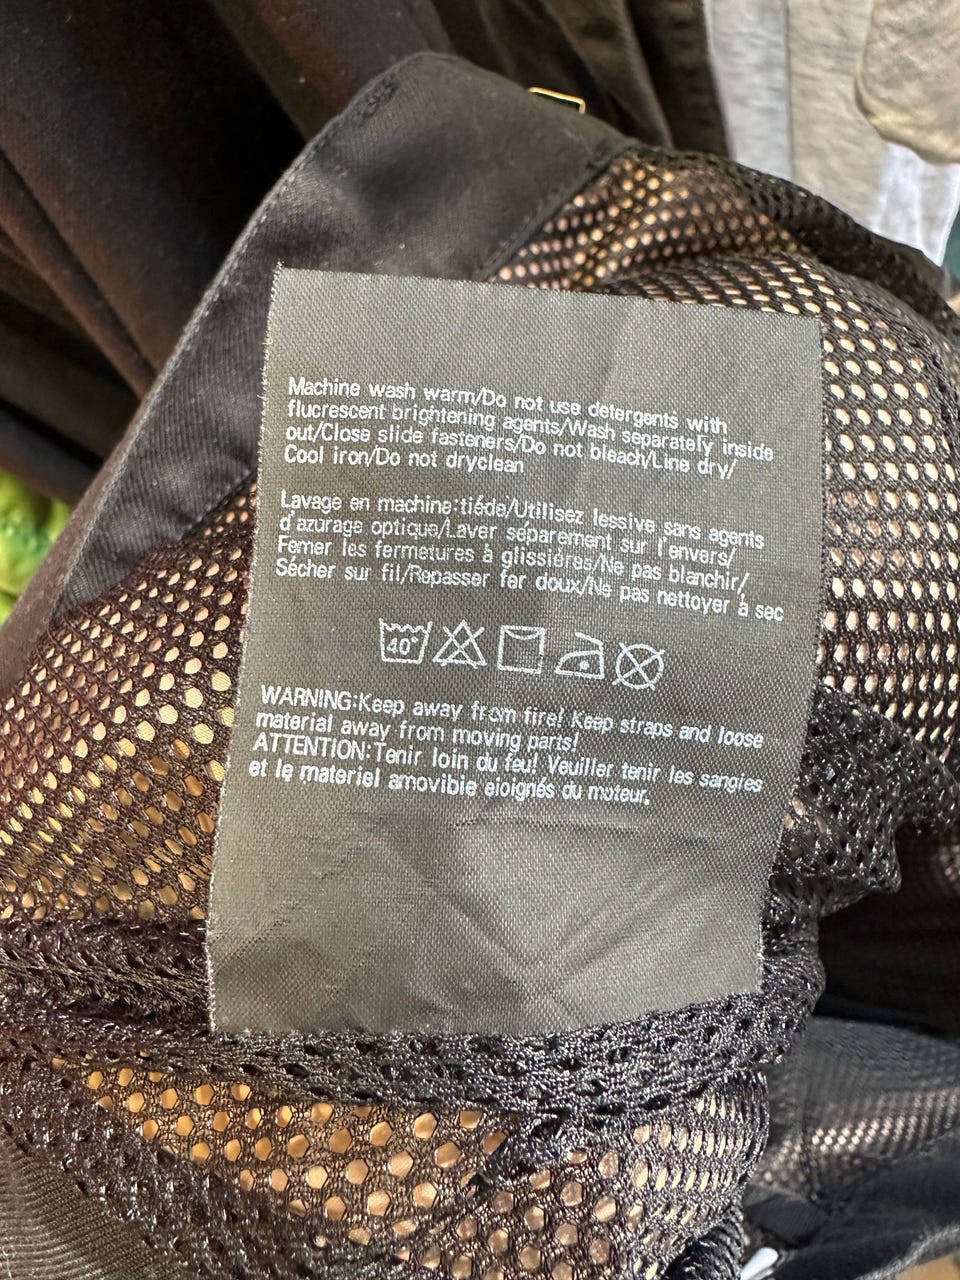 Machine wash warm/Do not use detergents with
flucrescent brightening agents/Wash separately inside
out/Close slide fasteners/Do not bleach/Line dry/
Cool iron/Do not dryclean
Lavage en machine:tiéde/Utilisez lessive sans agents
d'azurage optique/Laver séparement sur l'envers/
Femer les fermetures à glissiéres/Ne pas blanchir/
Sécher sur fil/Repasser fer doux/Ne pas nettoyer à sec
40°
WARNING:Keep away from fire! Keep straps and loose
material away from moving parts!
ATTENTION:Tenir loin du feu! Veuiller tenir les sangies
et le materiel amovible eioignés du moteur.